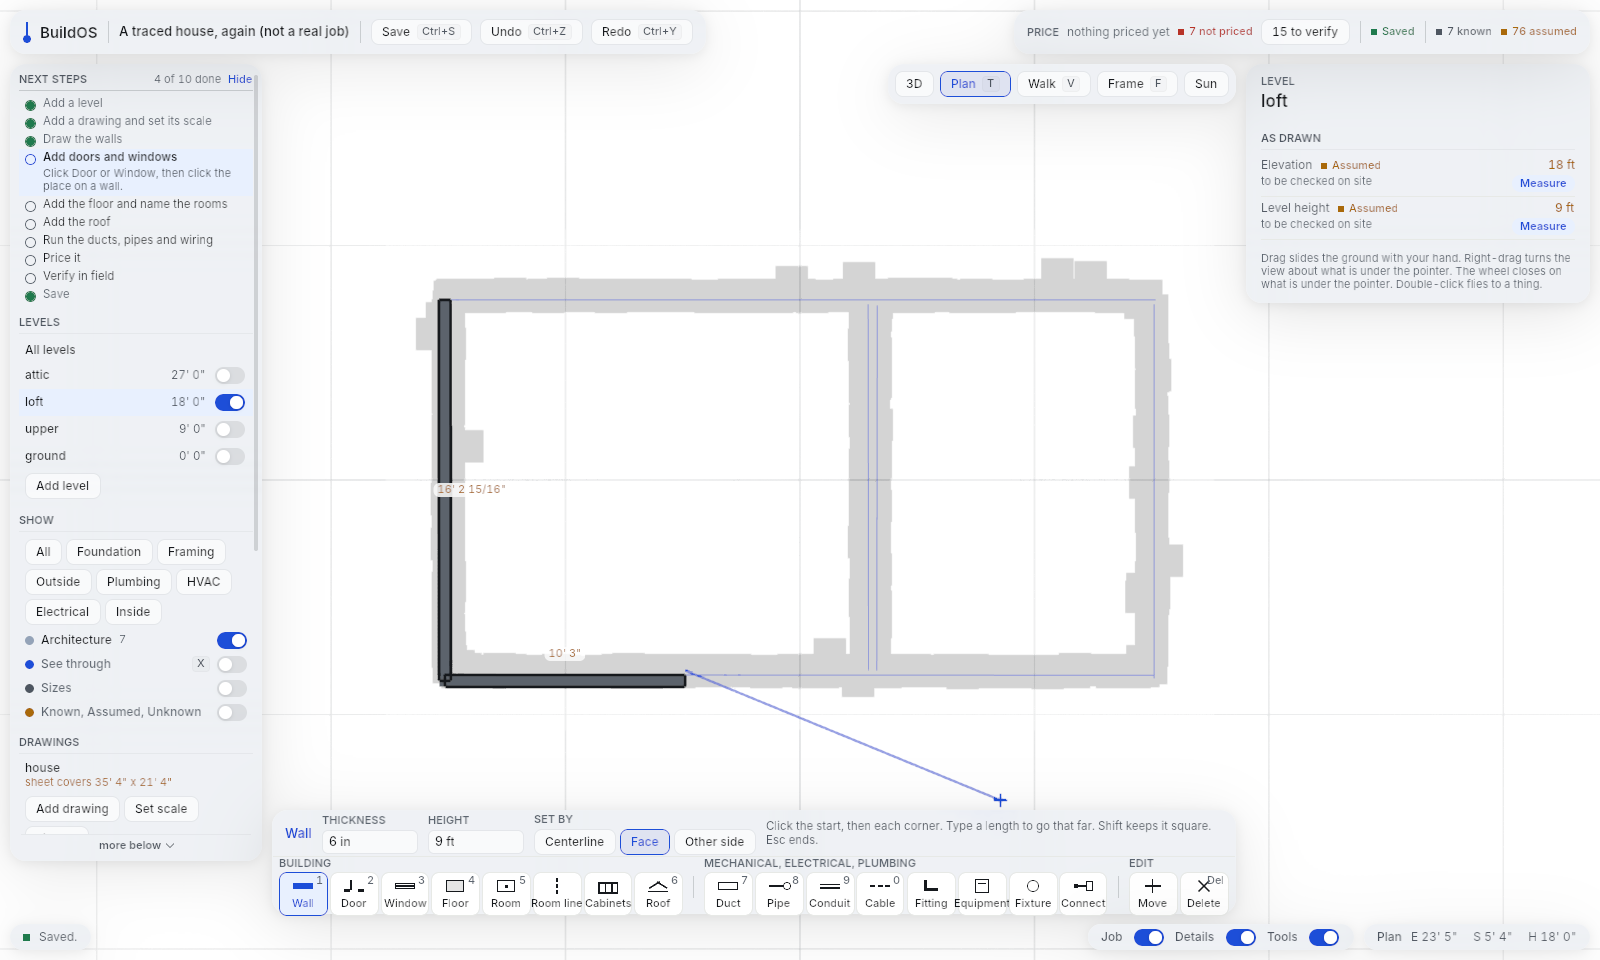 BuildOS
A traced house, again (not a real job)
Save Ctrl+S
Undo Ctrl+Z
Redo Ctrl+Y
PRICE nothing priced yet 7 not priced
15 to verify
Saved
7 known
76 assumed
NEXT STEPS
4 of 10 done Hide
Add a level
Add a drawing and set its scale
Draw the walls
Add doors and windows
Click Door or Window, then click the
place on a wall.
Add the floor and name the rooms
Add the roof
Run the ducts, pipes and wiring
Price it
Verify in field
Save
LEVELS
All levels
attic 27' 0"
loft 18' 0"
upper 9' 0"
ground 0' 0"
Add level
SHOW
All Foundation Framing
Outside Plumbing HVAC
Electrical Inside
Architecture 7
See through X
Sizes
Known, Assumed, Unknown
DRAWINGS
house
sheet covers 35' 4" x 21' 4"
Add drawing Set scale
more below
Saved.
3D
Plan T
Walk V
Frame F
Sun
LEVEL
loft
AS DRAWN
Elevation Assumed 18 ft
to be checked on site Measure
Level height Assumed 9 ft
to be checked on site Measure
Drag slides the ground with your hand. Right-drag turns the
view about what is under the pointer. The wheel closes on
what is under the pointer. Double-click flies to a thing.
16' 2 15/16"
10' 3"
Wall
THICKNESS
6 in
HEIGHT
9 ft
SET BY
Centerline Face Other side
Click the start, then each corner. Type a length to go that far. Shift keeps it square.
Esc ends.
BUILDING
Wall 1
Door 2
Window 3
Floor 4
Room 5
Room line
Cabinets
Roof 6
MECHANICAL, ELECTRICAL, PLUMBING
Duct 7
Pipe 8
Conduit 9
Cable 0
Fitting
Equipment
Fixture
Connect
EDIT
Move
Delete Del
Job
Details
Tools
Plan E 23' 5" S 5' 4" H 18' 0"